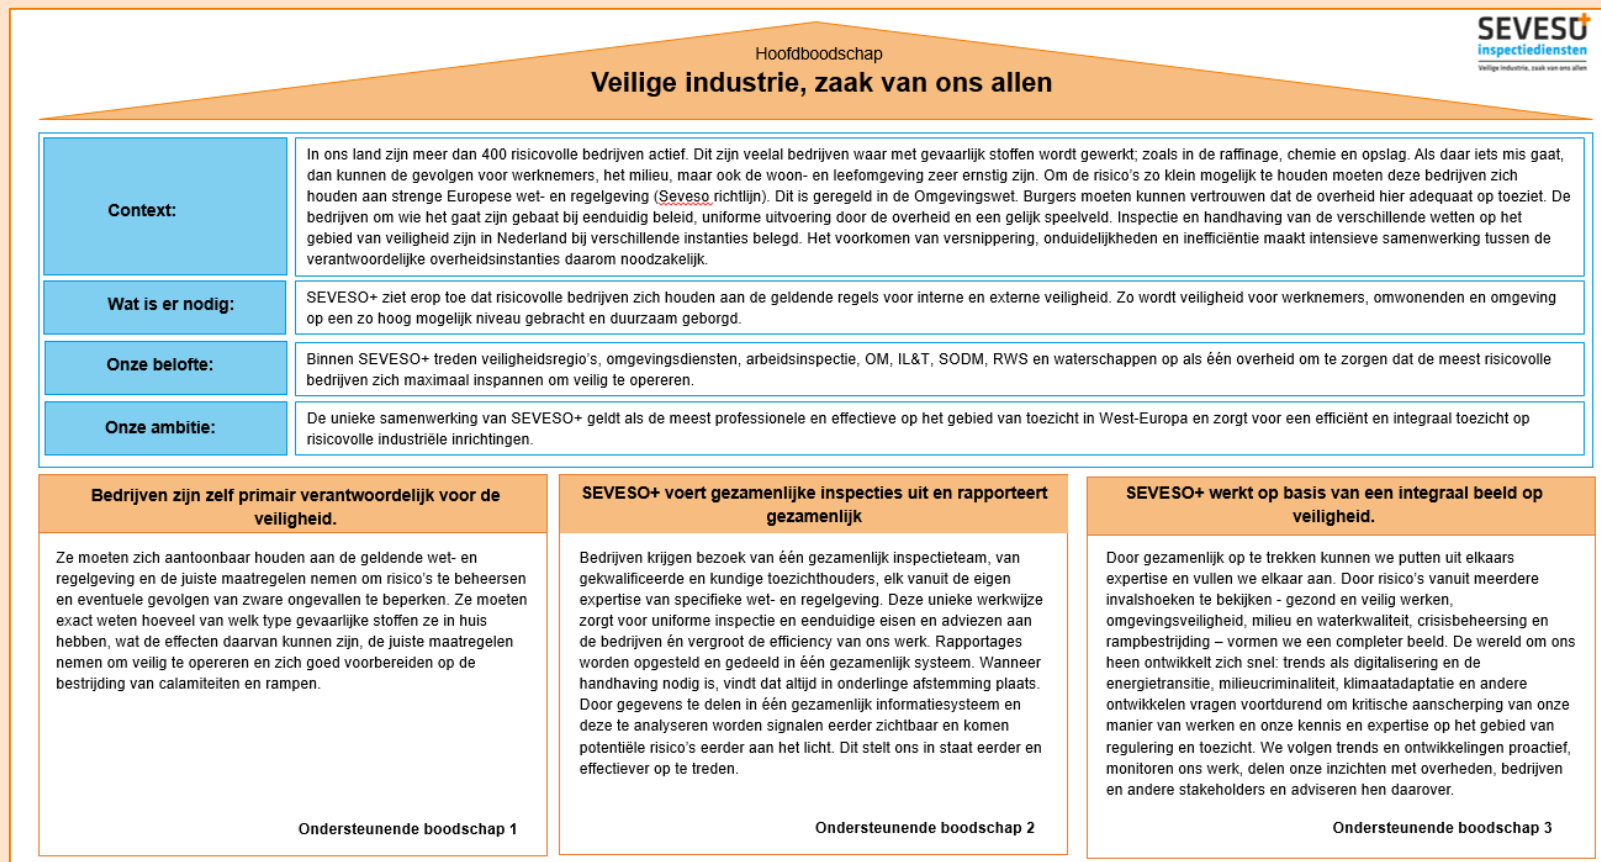 SEVESO+
inspectiediensten
Veilige industrie, zaak van ons allen
Hoofdboodschap
Veilige industrie, zaak van ons allen
Context:
In ons land zijn meer dan 400 risicovolle bedrijven actief. Dit zijn veelal bedrijven waar met gevaarlijk stoffen wordt gewerkt; zoals in de raffinage, chemie en opslag. Als daar iets mis gaat,
dan kunnen de gevolgen voor werknemers, het milieu, maar ook de woon- en leefomgeving zeer ernstig zijn. Om de risico's zo klein mogelijk te houden moeten deze bedrijven zich
houden aan strenge Europese wet- en regelgeving (Seveso richtlijn). Dit is geregeld in de Omgevingswet. Burgers moeten kunnen vertrouwen dat de overheid hier adequaat op toeziet. De
bedrijven om wie het gaat zijn gebaat bij eenduidig beleid, uniforme uitvoering door de overheid en een gelijk speelveld. Inspectie en handhaving van de verschillende wetten op het
gebied van veiligheid zijn in Nederland bij verschillende instanties belegd. Het voorkomen van versnippering, onduidelijkheden en inefficiëntie maakt intensieve samenwerking tussen de
verantwoordelijke overheidsinstanties daarom noodzakelijk.
Wat is er nodig:
SEVESO+ ziet erop toe dat risicovolle bedrijven zich houden aan de geldende regels voor interne en externe veiligheid. Zo wordt veiligheid voor werknemers, omwonenden en omgeving
op een zo hoog mogelijk niveau gebracht en duurzaam geborgd.
Onze belofte:
Binnen SEVESO+ treden veiligheidsregio's, omgevingsdiensten, arbeidsinspectie, OM, IL&T, SODM, RWS en waterschappen op als één overheid om te zorgen dat de meest risicovolle
bedrijven zich maximaal inspannen om veilig te opereren.
Onze ambitie:
De unieke samenwerking van SEVESO+ geldt als de meest professionele en effectieve op het gebied van toezicht in West-Europa en zorgt voor een efficiënt en integraal toezicht op
risicovolle industriële inrichtingen.
Bedrijven zijn zelf primair verantwoordelijk voor de
veiligheid.
Ze moeten zich aantoonbaar houden aan de geldende wet- en
regelgeving en de juiste maatregelen nemen om risico's te beheersen
en eventuele gevolgen van zware ongevallen te beperken. Ze moeten
exact weten hoeveel van welk type gevaarlijke stoffen ze in huis
hebben, wat de effecten daarvan kunnen zijn, de juiste maatregelen
nemen om veilig te opereren en zich goed voorbereiden op de
bestrijding van calamiteiten en rampen.
Ondersteunende boodschap 1
SEVESO+ voert gezamenlijke inspecties uit en rapporteert
gezamenlijk
Bedrijven krijgen bezoek van één gezamenlijk inspectieteam, van
gekwalificeerde en kundige toezichthouders, elk vanuit de eigen
expertise van specifieke wet- en regelgeving. Deze unieke werkwijze
zorgt voor uniforme inspectie en eenduidige eisen en adviezen aan
de bedrijven én vergroot de efficiency van ons werk. Rapportages
worden opgesteld en gedeeld in één gezamenlijk systeem. Wanneer
handhaving nodig is, vindt dat altijd in onderlinge afstemming plaats.
Door gegevens te delen in één gezamenlijk informatiesysteem en
deze te analyseren worden signalen eerder zichtbaar en komen
potentiële risico's eerder aan het licht. Dit stelt ons in staat eerder en
effectiever op te treden.
Ondersteunende boodschap 2
SEVESO+ werkt op basis van een integraal beeld op
veiligheid.
Door gezamenlijk op te trekken kunnen we putten uit elkaars
expertise en vullen we elkaar aan. Door risico's vanuit meerdere
invalshoeken te bekijken - gezond en veilig werken,
omgevingsveiligheid, milieu en waterkwaliteit, crisisbeheersing en
rampbestrijding – vormen we een completer beeld. De wereld om ons
heen ontwikkelt zich snel: trends als digitalisering en de
energietransitie, milieucriminaliteit, klimaatadaptatie en andere
ontwikkelen vragen voortdurend om kritische aanscherping van onze
manier van werken en onze kennis en expertise op het gebied van
regulering en toezicht. We volgen trends en ontwikkelingen proactief,
monitoren ons werk, delen onze inzichten met overheden, bedrijven
en andere stakeholders en adviseren hen daarover.
Ondersteunende boodschap 3